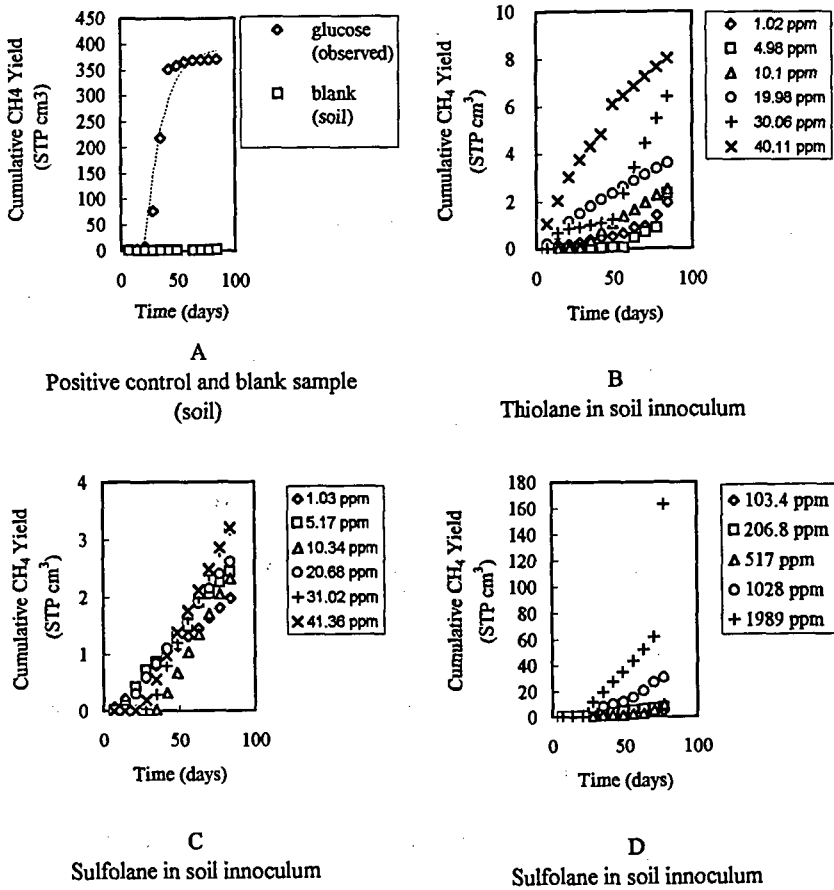 450
400
350
300
250
200
150
100
50
0
Cumulative CH4 Yield
(STP cm3)
0
50
100
Time (days)
glucose
(observed)
blank
(soil)
A
Positive control and blank sample
(soil)
10
8
6
4
2
0
Cumulative CH₄ Yield
(STP cm³)
0
50
100
Time (days)
1.02 ppm
4.98 ppm
10.1 ppm
19.98 ppm
30.06 ppm
40.11 ppm
B
Thiolane in soil innoculum
4
3
2
1
0
Cumulative CH₄ Yield
(STP cm³)
0
50
100
Time (days)
1.03 ppm
5.17 ppm
10.34 ppm
20.68 ppm
31.02 ppm
41.36 ppm
C
Sulfolane in soil innoculum
180
160
140
120
100
80
60
40
20
0
Cumulative CH₄ Yield
(STP cm³)
0
50
100
Time (days)
103.4 ppm
206.8 ppm
517 ppm
1028 ppm
1989 ppm
D
Sulfolane in soil innoculum